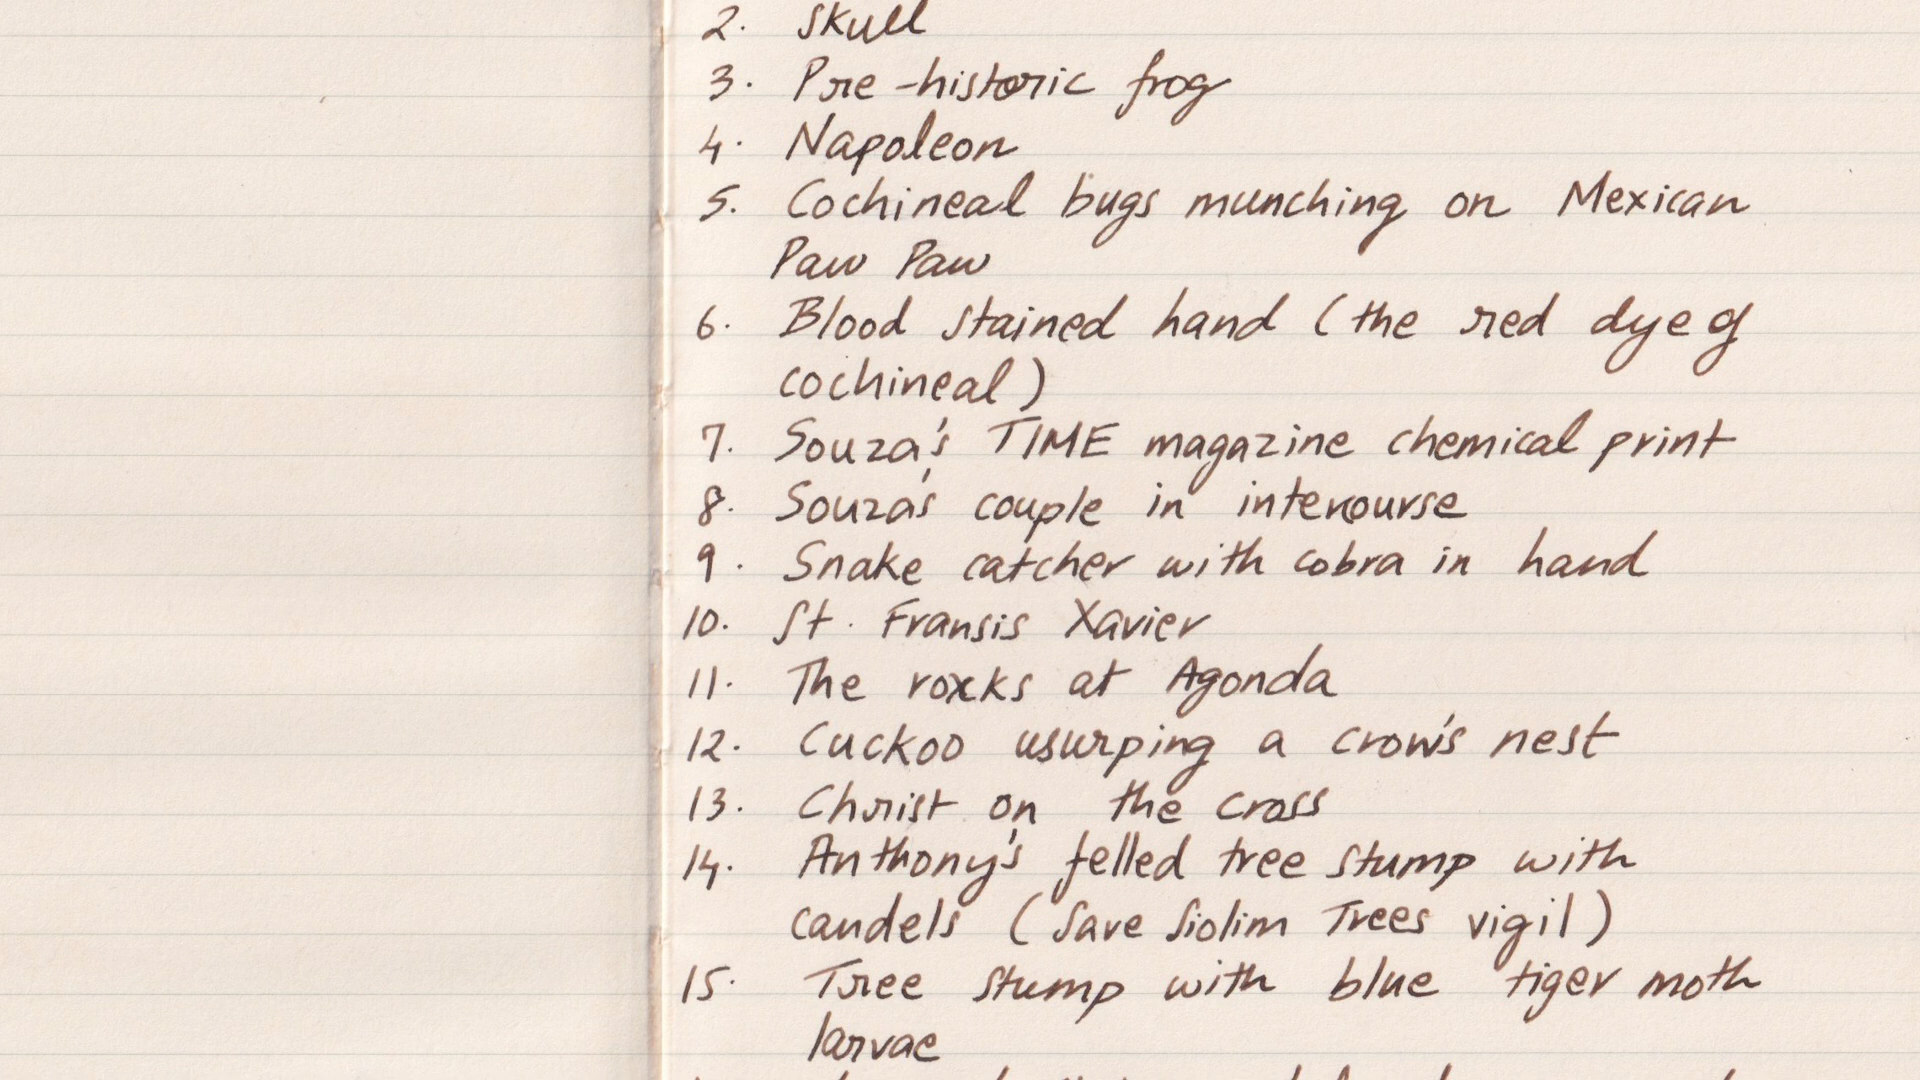 2. Skull
3. Pre-historic frog
4. Napoleon
5. Cochineal bugs munching on Mexican
Paw Paw
6. Blood stained hand (the red dye of
cochineal)
7. Souza's TIME magazine chemical print
8. Souza's couple in intercourse
9. Snake catcher with cobra in hand
10. St. Fransis Xavier
11. The rocks at Agonda
12. Cuckoo usurping a crow's nest
13. Christ on the cross
14. Anthony's felled tree stump with
candels (Save Siolim Trees vigil)
15. Tree stump with blue tiger moth
larvae